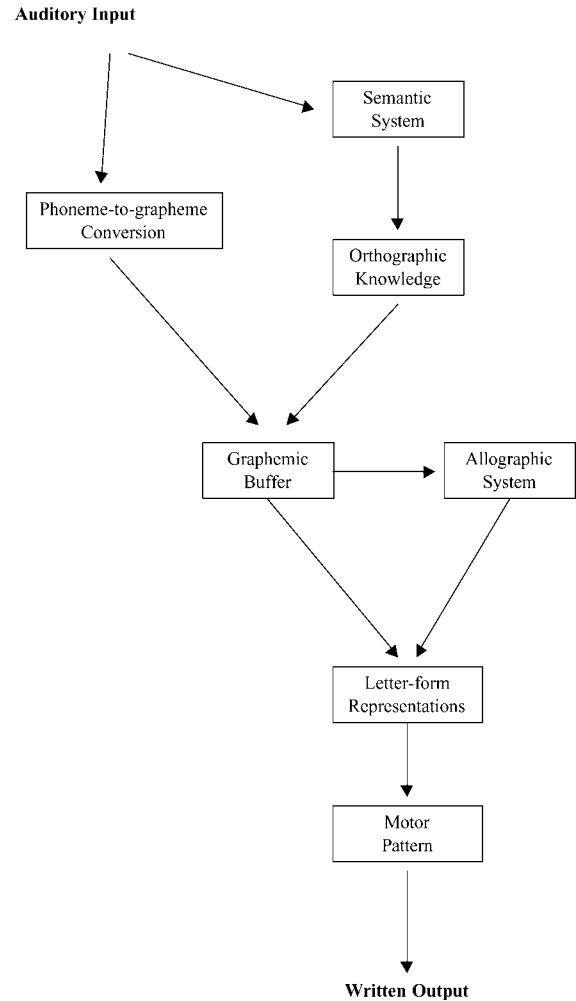 Auditory Input
Semantic
System
Phoneme-to-grapheme
Conversion
Orthographic
Knowledge
Graphemic
Buffer
Allographic
System
Letter-form
Representations
Motor
Pattern
Written Output